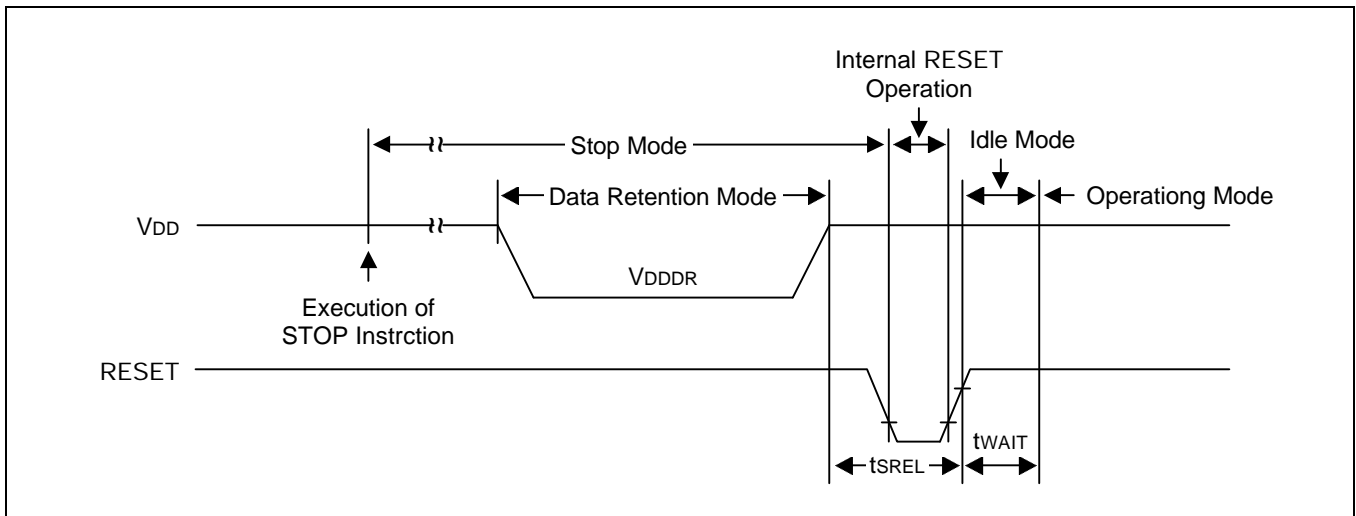 Internal RESET
Operation
Idle Mode
Stop Mode
Data Retention Mode
Operationg Mode
VDD
VDDDR
Execution of
STOP Instrction
RESET
tWAIT
tSREL